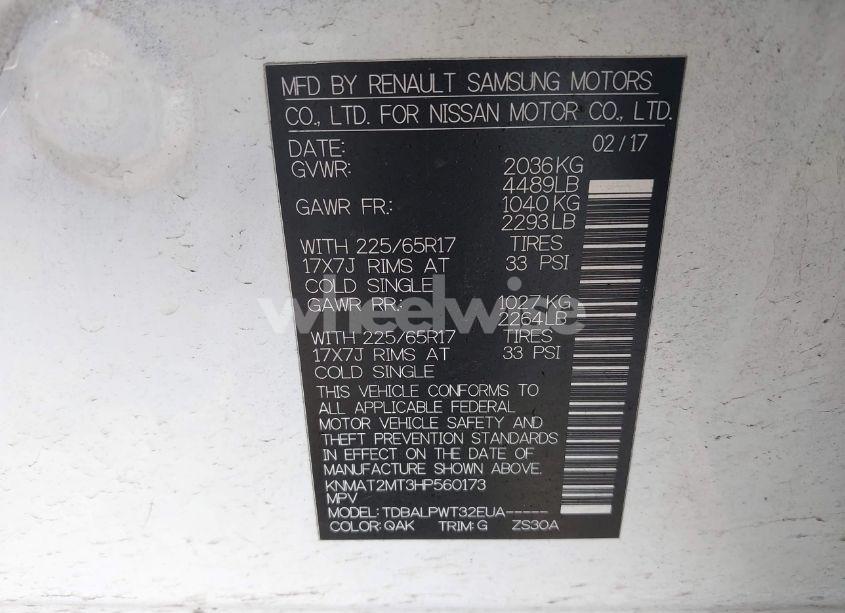 MFD BY RENAULT SAMSUNG MOTORS
CO., LTD. FOR NISSAN MOTOR CO., LTD.
DATE: 02/17
GVWR: 2036KG
4489LB
GAWR FR.: 1040KG
2293LB
WITH 225/65R17 TIRES
17X7J RIMS AT 33 PSI
COLD SINGLE
GAWR RR.: 1027KG
2264LB
WITH 225/65R17 TIRES
17X7J RIMS AT 33 PSI
COLD SINGLE
THIS VEHICLE CONFORMS TO
ALL APPLICABLE FEDERAL
MOTOR VEHICLE SAFETY AND
THEFT PREVENTION STANDARDS
IN EFFECT ON THE DATE OF
MANUFACTURE SHOWN ABOVE.
KNMAT2MT3HP560173
MPV
MODEL: TDBALPWT32EUA-----
COLOR: QAK TRIM: G ZS30A
wheelwise